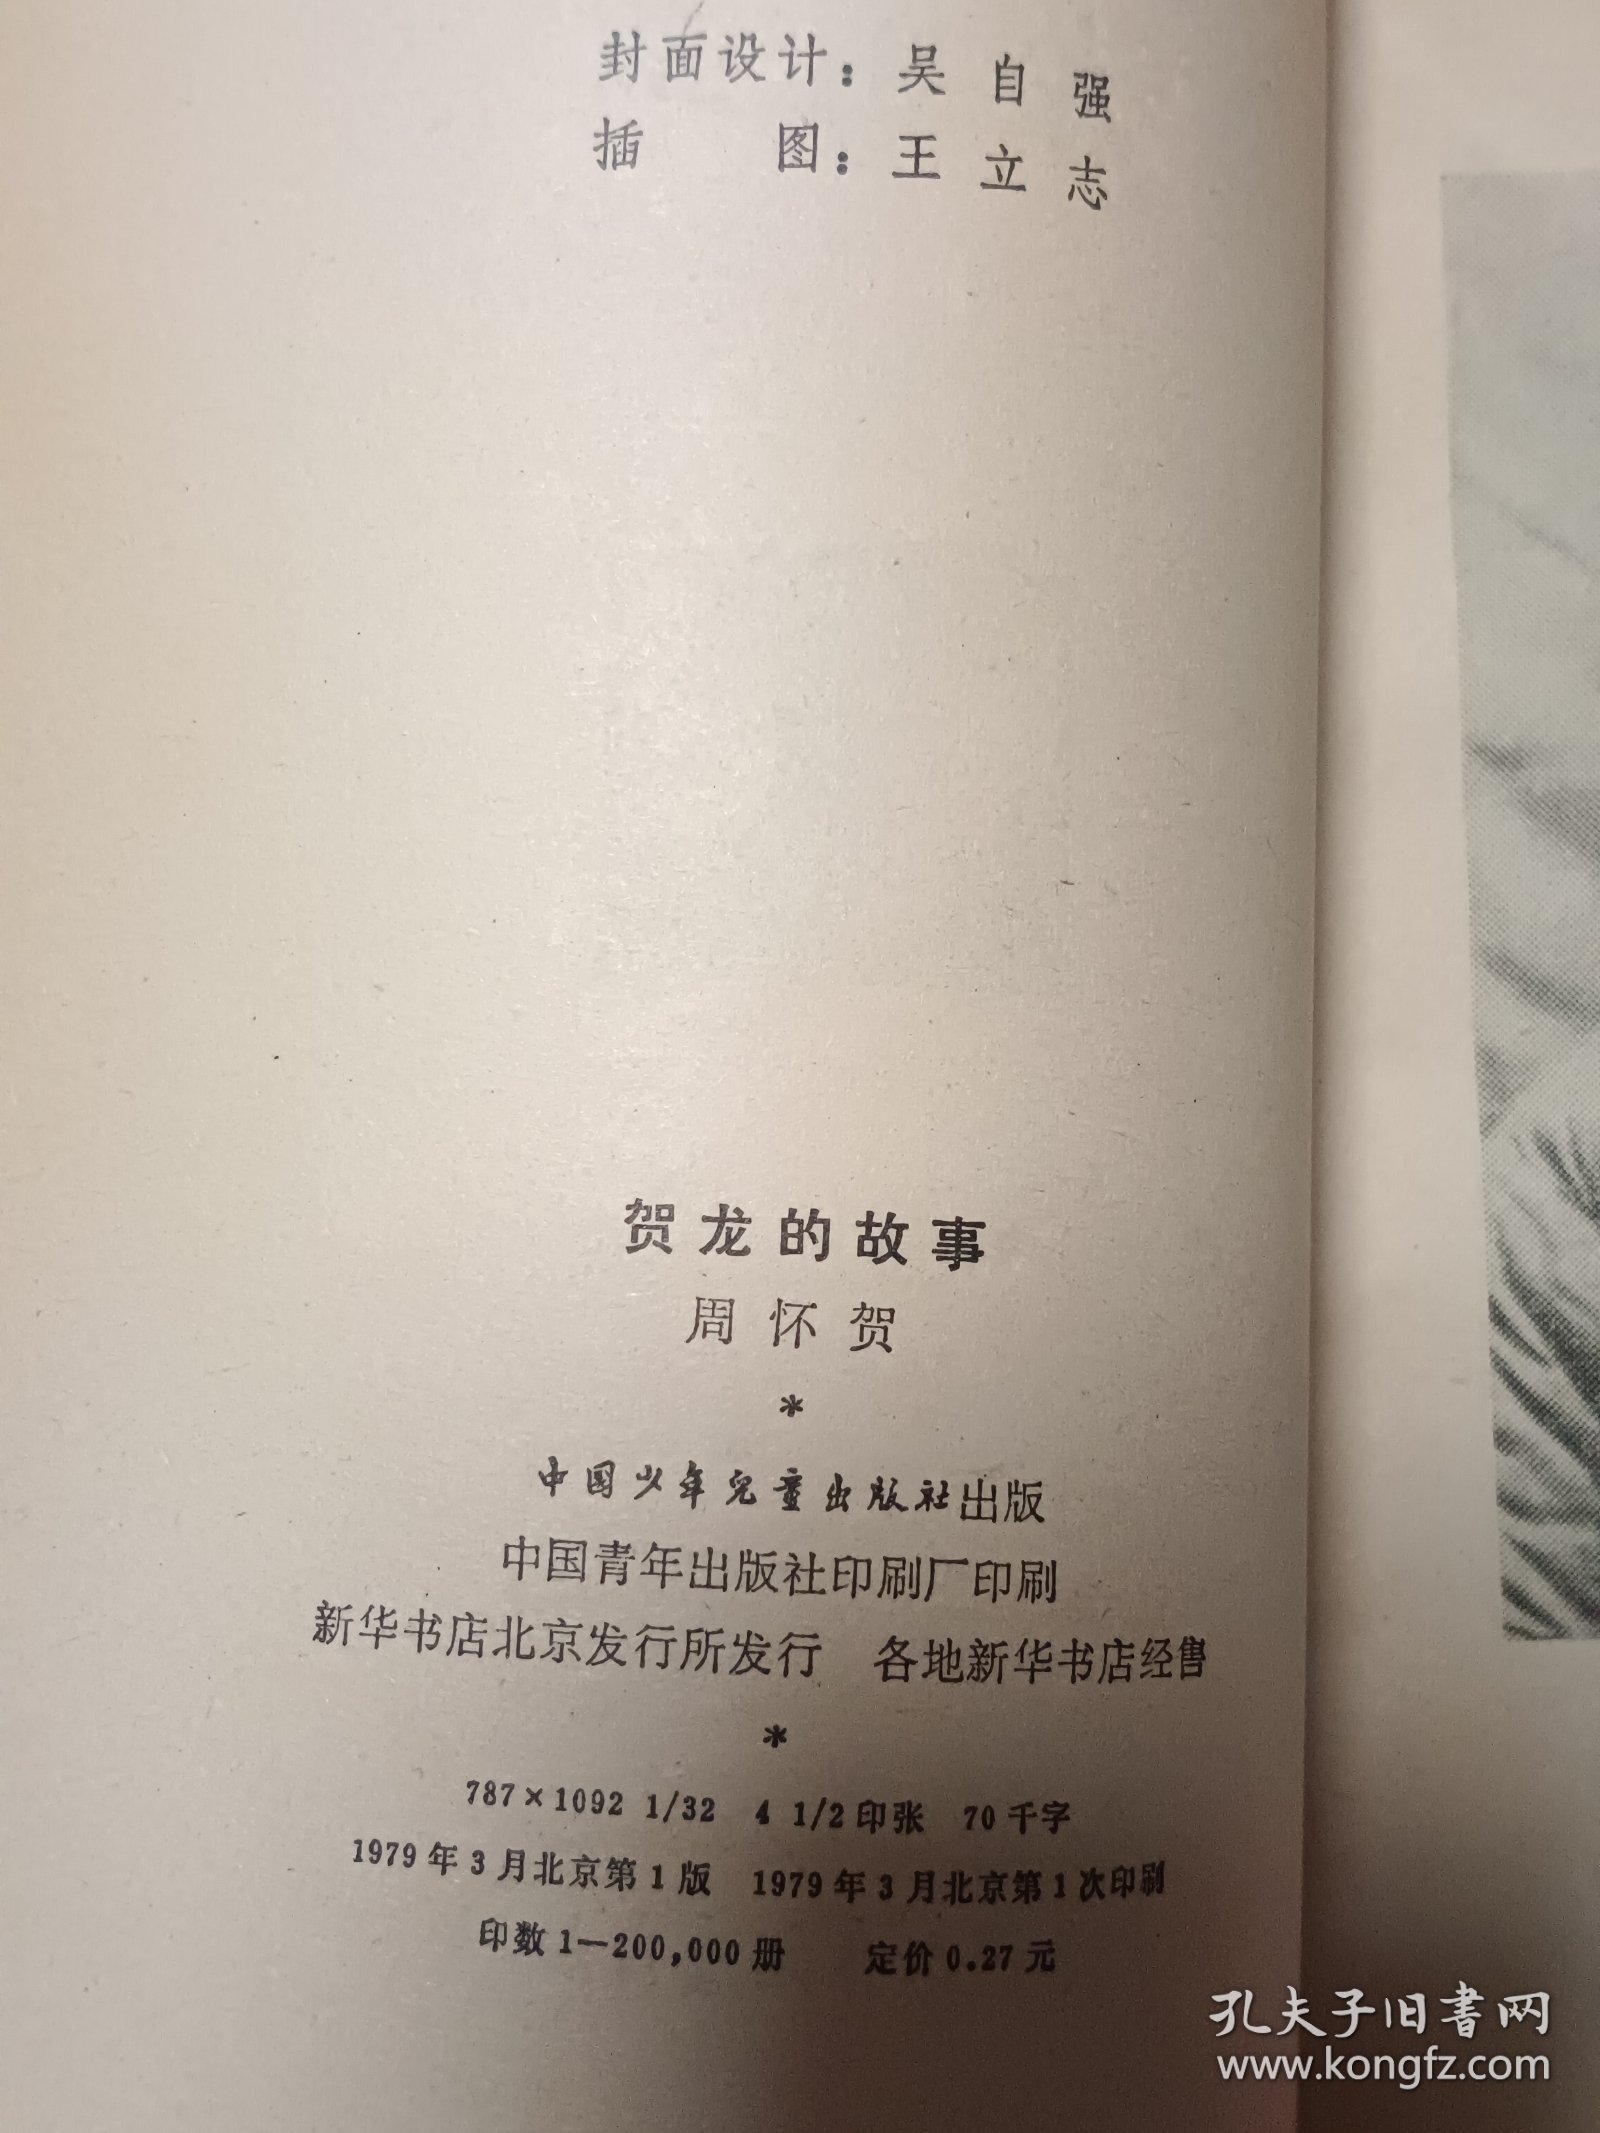 封面设计：吴自强
插图：王立志
贺龙的故事
周怀贺
*
中国少年儿童出版社出版
中国青年出版社印刷厂印刷
新华书店北京发行所发行 各地新华书店经售
*
787×1092 1/32 4 1/2印张 70千字
1979年3月北京第1版 1979年3月北京第1次印刷
印数1—200,000册 定价0.27元
孔夫子旧书网
www.kongfz.com